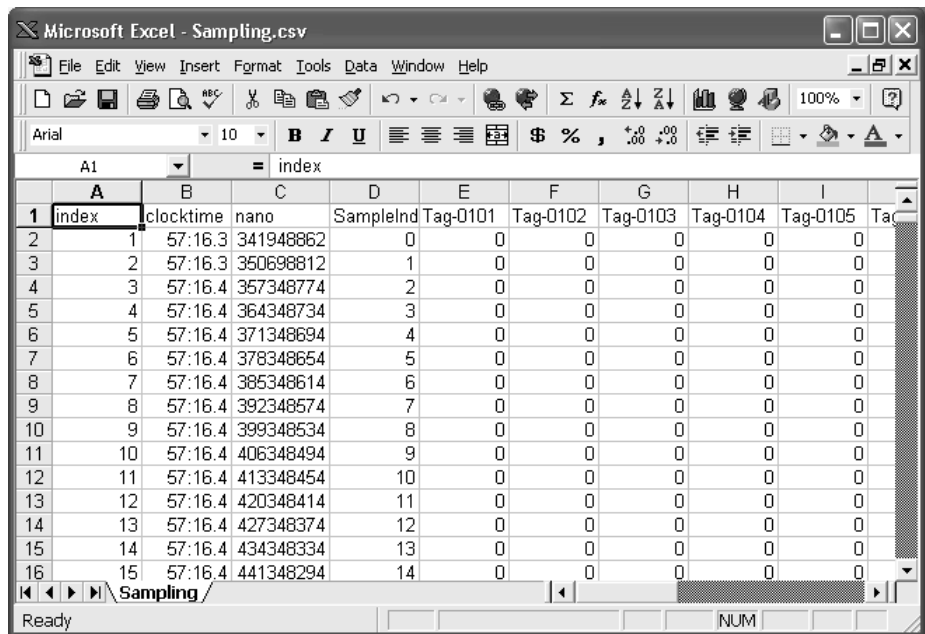 Microsoft Excel - Sampling.csv
File Edit View Insert Format Tools Data Window Help
ABC Σ fx A Z Z A 100% ?
Arial 10 B I U $ % , .00 .00 A
A1 = index
A B C D E F G H I
1 index clocktime nano SampleInd Tag-0101 Tag-0102 Tag-0103 Tag-0104 Tag-0105 Tag
2 1 57:16.3 341948862 0 0 0 0 0 0
3 2 57:16.3 350698812 1 0 0 0 0 0
4 3 57:16.4 357348774 2 0 0 0 0 0
5 4 57:16.4 364348734 3 0 0 0 0 0
6 5 57:16.4 371348694 4 0 0 0 0 0
7 6 57:16.4 378348654 5 0 0 0 0 0
8 7 57:16.4 385348614 6 0 0 0 0 0
9 8 57:16.4 392348574 7 0 0 0 0 0
10 9 57:16.4 399348534 8 0 0 0 0 0
11 10 57:16.4 406348494 9 0 0 0 0 0
12 11 57:16.4 413348454 10 0 0 0 0 0
13 12 57:16.4 420348414 11 0 0 0 0 0
14 13 57:16.4 427348374 12 0 0 0 0 0
15 14 57:16.4 434348334 13 0 0 0 0 0
16 15 57:16.4 441348294 14 0 0 0 0 0
Sampling
Ready NUM